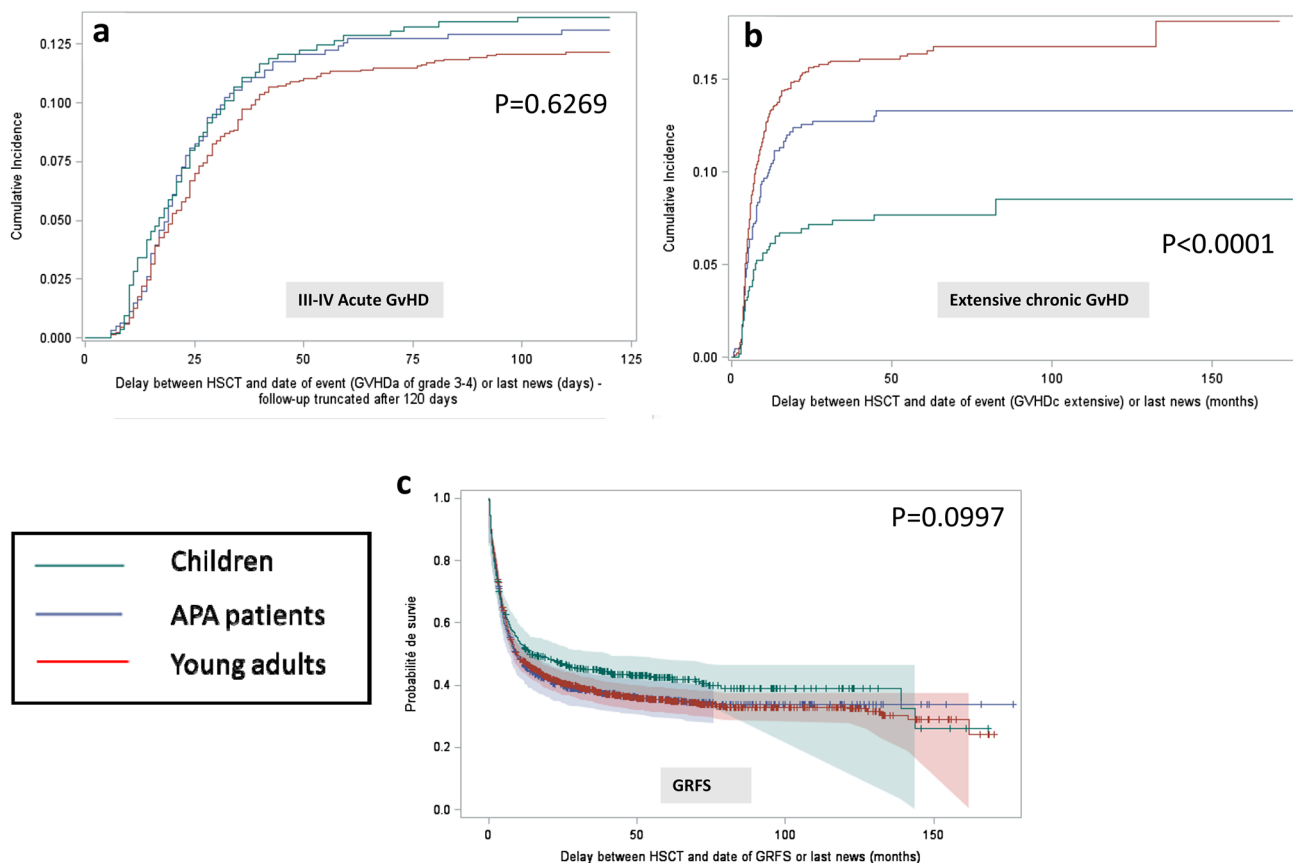 a
0.125
0.100
0.075
0.050
0.025
0.000
Cumulative Incidence
P=0.6269
III-IV Acute GvHD
0 25 50 75 100 125
Delay between HSCT and date of event (GVHDa of grade 3-4) or last news (days) -
follow-up truncated after 120 days
b
0.15
0.10
0.05
0.00
Cumulative Incidence
P<0.0001
Extensive chronic GvHD
0 50 100 150
Delay between HSCT and date of event (GVHDc extensive) or last news (months)
Children
APA patients
Young adults
c
1.0
0.8
0.6
0.4
0.2
0.0
Probabilité de survie
P=0.0997
GRFS
0 50 100 150
Delay between HSCT and date of GRFS or last news (months)